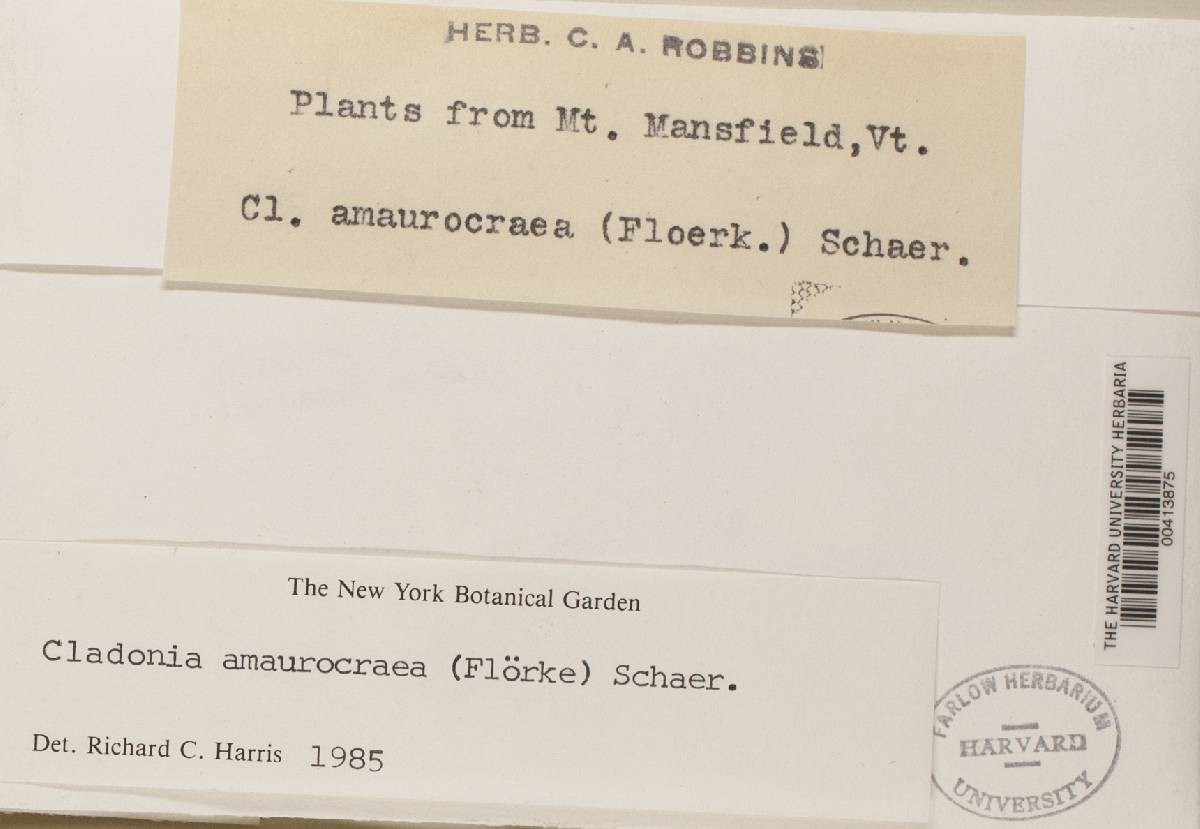 HERB. C. A. ROBBINS
Plants from Mt. Mansfield,Vt.
Cl. amaurocraea (Floerk.) Schaer.
THE HARVARD UNIVERSITY HERBARIA
00413875
The New York Botanical Garden
Cladonia amaurocraea (Flörke) Schaer.
Det. Richard C. Harris 1985
FARLOW HERBARIUM
HARVARD
UNIVERSITY